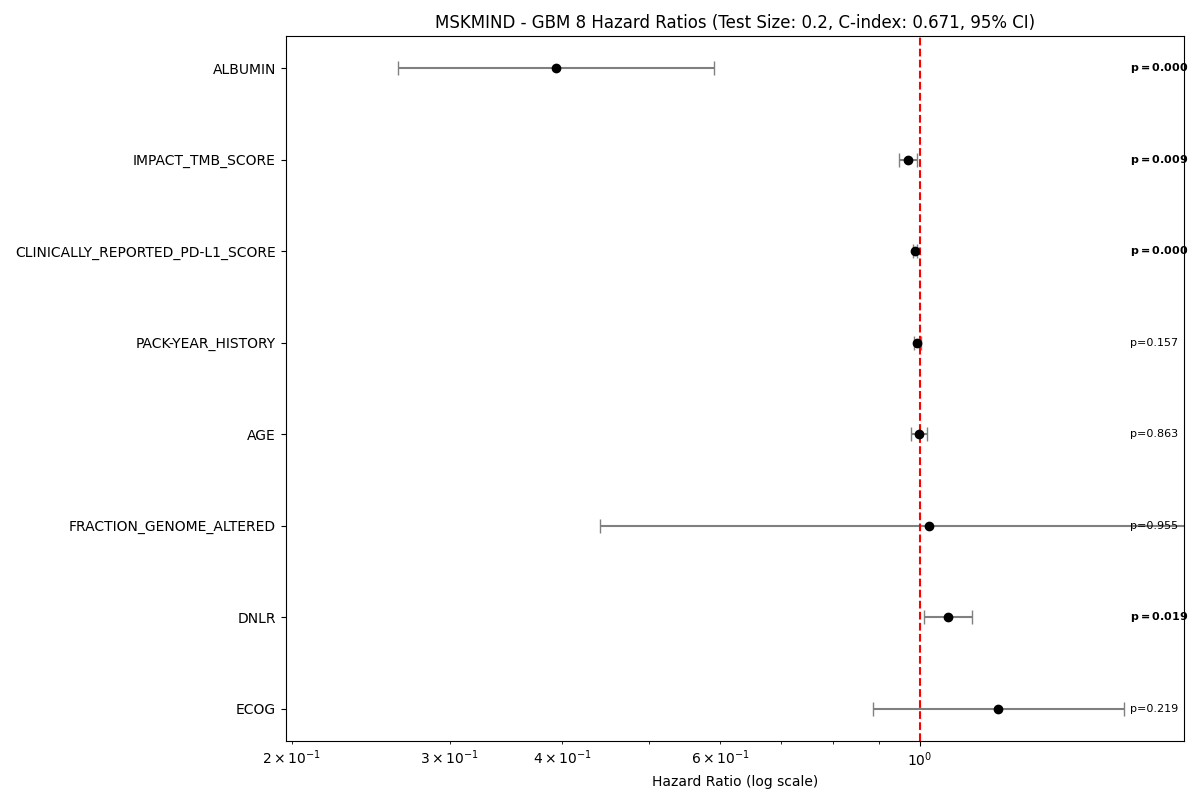 MSKMIND - GBM 8 Hazard Ratios (Test Size: 0.2, C-index: 0.671, 95% CI)
ALBUMIN p=0.000
IMPACT_TMB_SCORE p=0.009
CLINICALLY_REPORTED_PD-L1_SCORE p=0.000
PACK-YEAR_HISTORY p=0.157
AGE p=0.863
FRACTION_GENOME_ALTERED p=0.955
DNLR p=0.019
ECOG p=0.219
2 × 10⁻¹ 3 × 10⁻¹ 4 × 10⁻¹ 6 × 10⁻¹ 10⁰
Hazard Ratio (log scale)